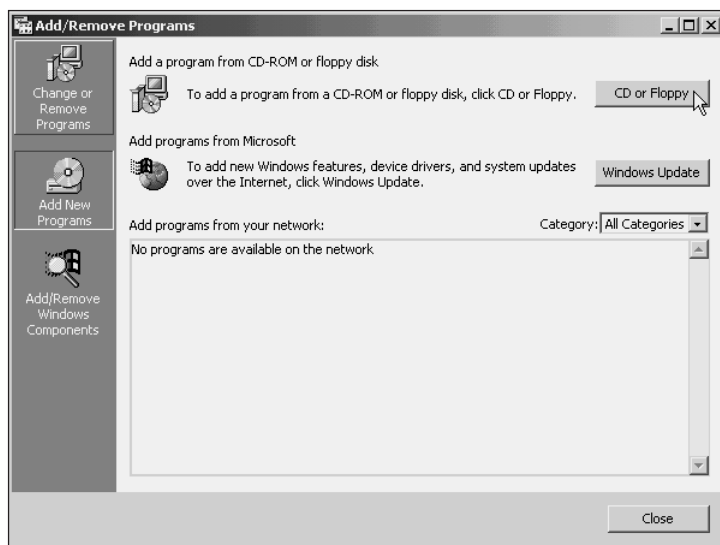 Add/Remove Programs
Change or
Remove
Programs
Add New
Programs
Add/Remove
Windows
Components
Add a program from CD-ROM or floppy disk
To add a program from a CD-ROM or floppy disk, click CD or Floppy.
CD or Floppy
Add programs from Microsoft
To add new Windows features, device drivers, and system updates
over the Internet, click Windows Update.
Windows Update
Add programs from your network:
Category: All Categories
No programs are available on the network
Close